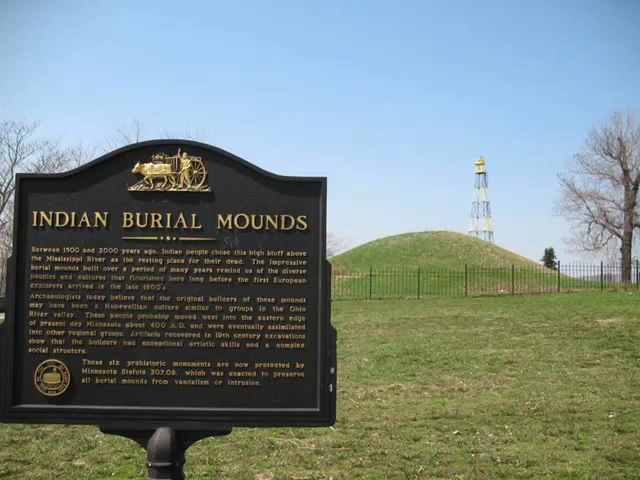 INDIAN BURIAL MOUNDS
Between 1500 and 2000 years ago, Indian people chose this high bluff above
the Mississippi River as the resting place for their dead. The impressive
burial mounds built over a period of many years remind us of the diverse
peoples and cultures that flourished here long before the first European
explorers arrived in the late 1600's.
Archaeologists today believe that the original builders of these mounds
may have been a Hopewellian culture similar to groups in the Ohio
River valley. These people probably moved west into the eastern edge
of present day Minnesota about 400 A.D. and were eventually assimilated
into other regional groups. Artifacts recovered in 19th century excavations
show that the builders had exceptional artistic skills and a complex
social structure.
These six prehistoric monuments are now protected by
Minnesota Statute 307.08, which was enacted to preserve
all burial mounds from vandalism or intrusion.